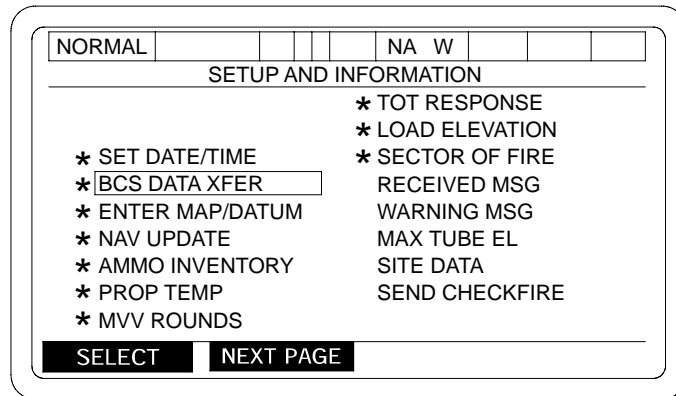 NORMAL NA W
SETUP AND INFORMATION
* SET DATE/TIME
* BCS DATA XFER
* ENTER MAP/DATUM
* NAV UPDATE
* AMMO INVENTORY
* PROP TEMP
* MVV ROUNDS
* TOT RESPONSE
* LOAD ELEVATION
* SECTOR OF FIRE
RECEIVED MSG
WARNING MSG
MAX TUBE EL
SITE DATA
SEND CHECKFIRE
SELECT NEXT PAGE